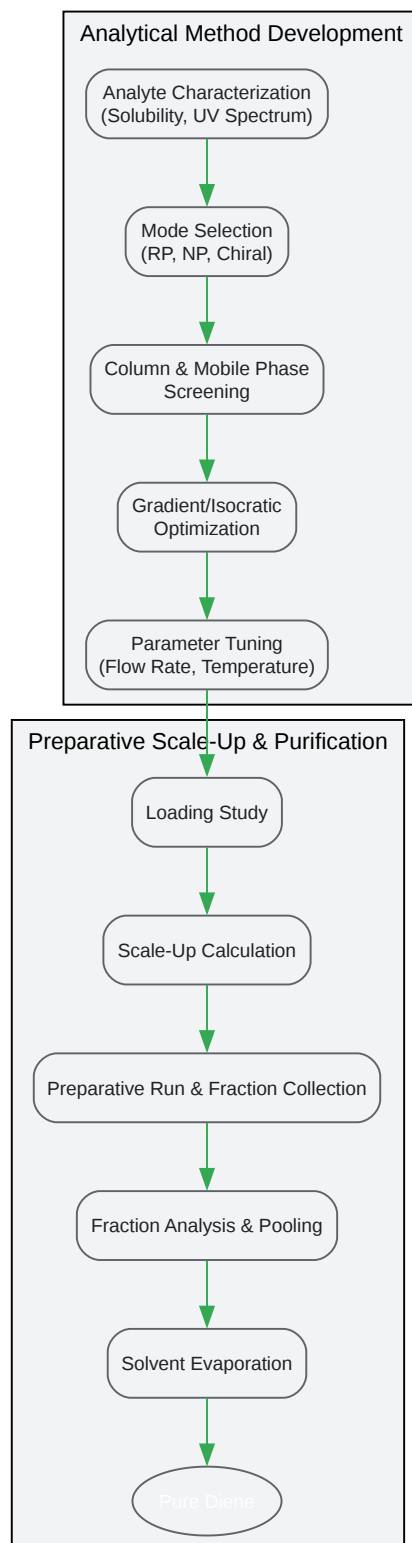 Analytical Method Development
Analyte Characterization
(Solubility, UV Spectrum)
Mode Selection
(RP, NP, Chiral)
Column & Mobile Phase
Screening
Gradient/Isocratic
Optimization
Parameter Tuning
(Flow Rate, Temperature)
Preparative Scale-Up & Purification
Loading Study
Scale-Up Calculation
Preparative Run & Fraction Collection
Fraction Analysis & Pooling
Solvent Evaporation
Pure Diene